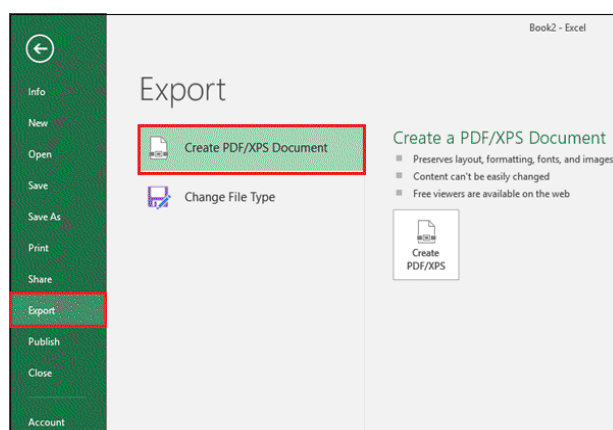 Book2 - Excel
Info
New
Open
Save
Save As
Print
Share
Export
Publish
Close
Account
Export
Create PDF/XPS Document
Change File Type
Create a PDF/XPS Document
Preserves layout, formatting, fonts, and images
Content can't be easily changed
Free viewers are available on the web
Create
PDF/XPS